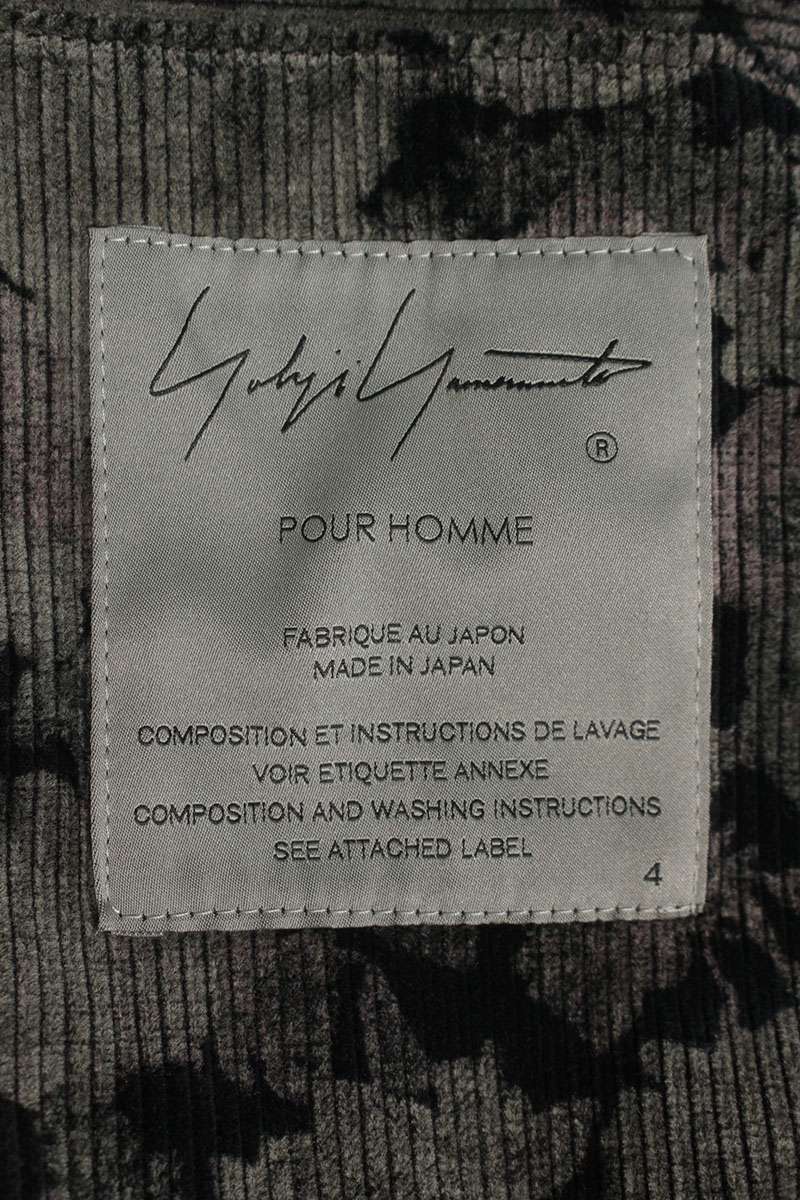 Yohji Yamamoto
®
POUR HOMME
FABRIQUE AU JAPON
MADE IN JAPAN
COMPOSITION ET INSTRUCTIONS DE LAVAGE
VOIR ETIQUETTE ANNEXE
COMPOSITION AND WASHING INSTRUCTIONS
SEE ATTACHED LABEL
4